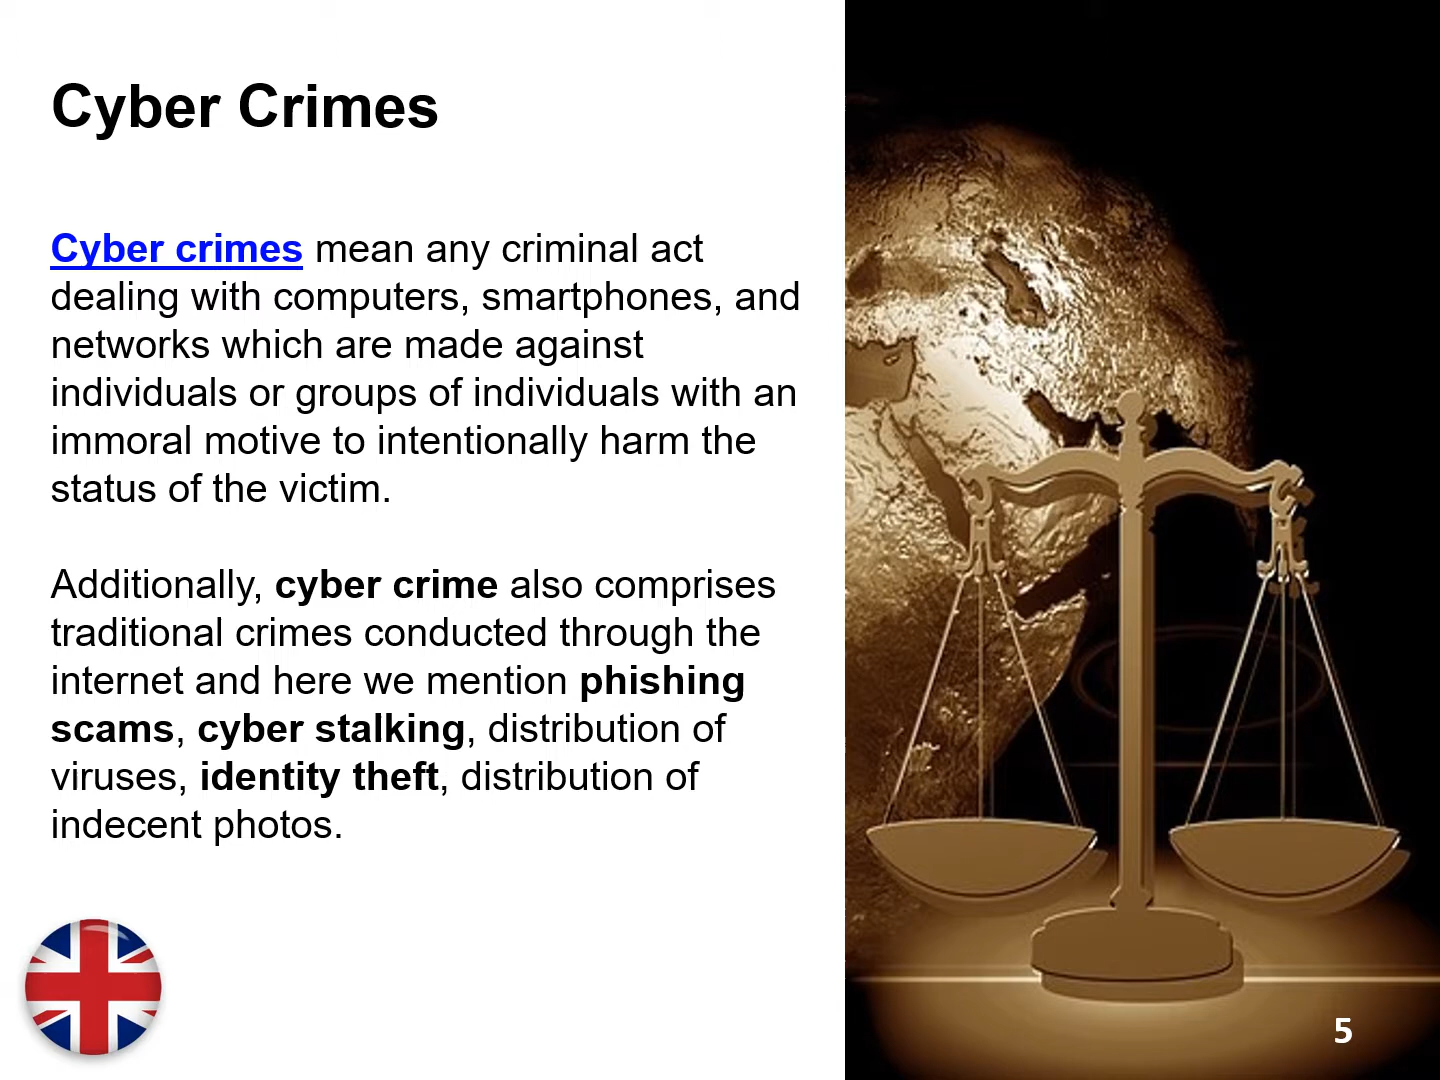 Cyber Crimes
Cyber crimes mean any criminal act
dealing with computers, smartphones, and
networks which are made against
individuals or groups of individuals with an
immoral motive to intentionally harm the
status of the victim.
Additionally, cyber crime also comprises
traditional crimes conducted through the
internet and here we mention phishing
scams, cyber stalking, distribution of
viruses, identity theft, distribution of
indecent photos.
5